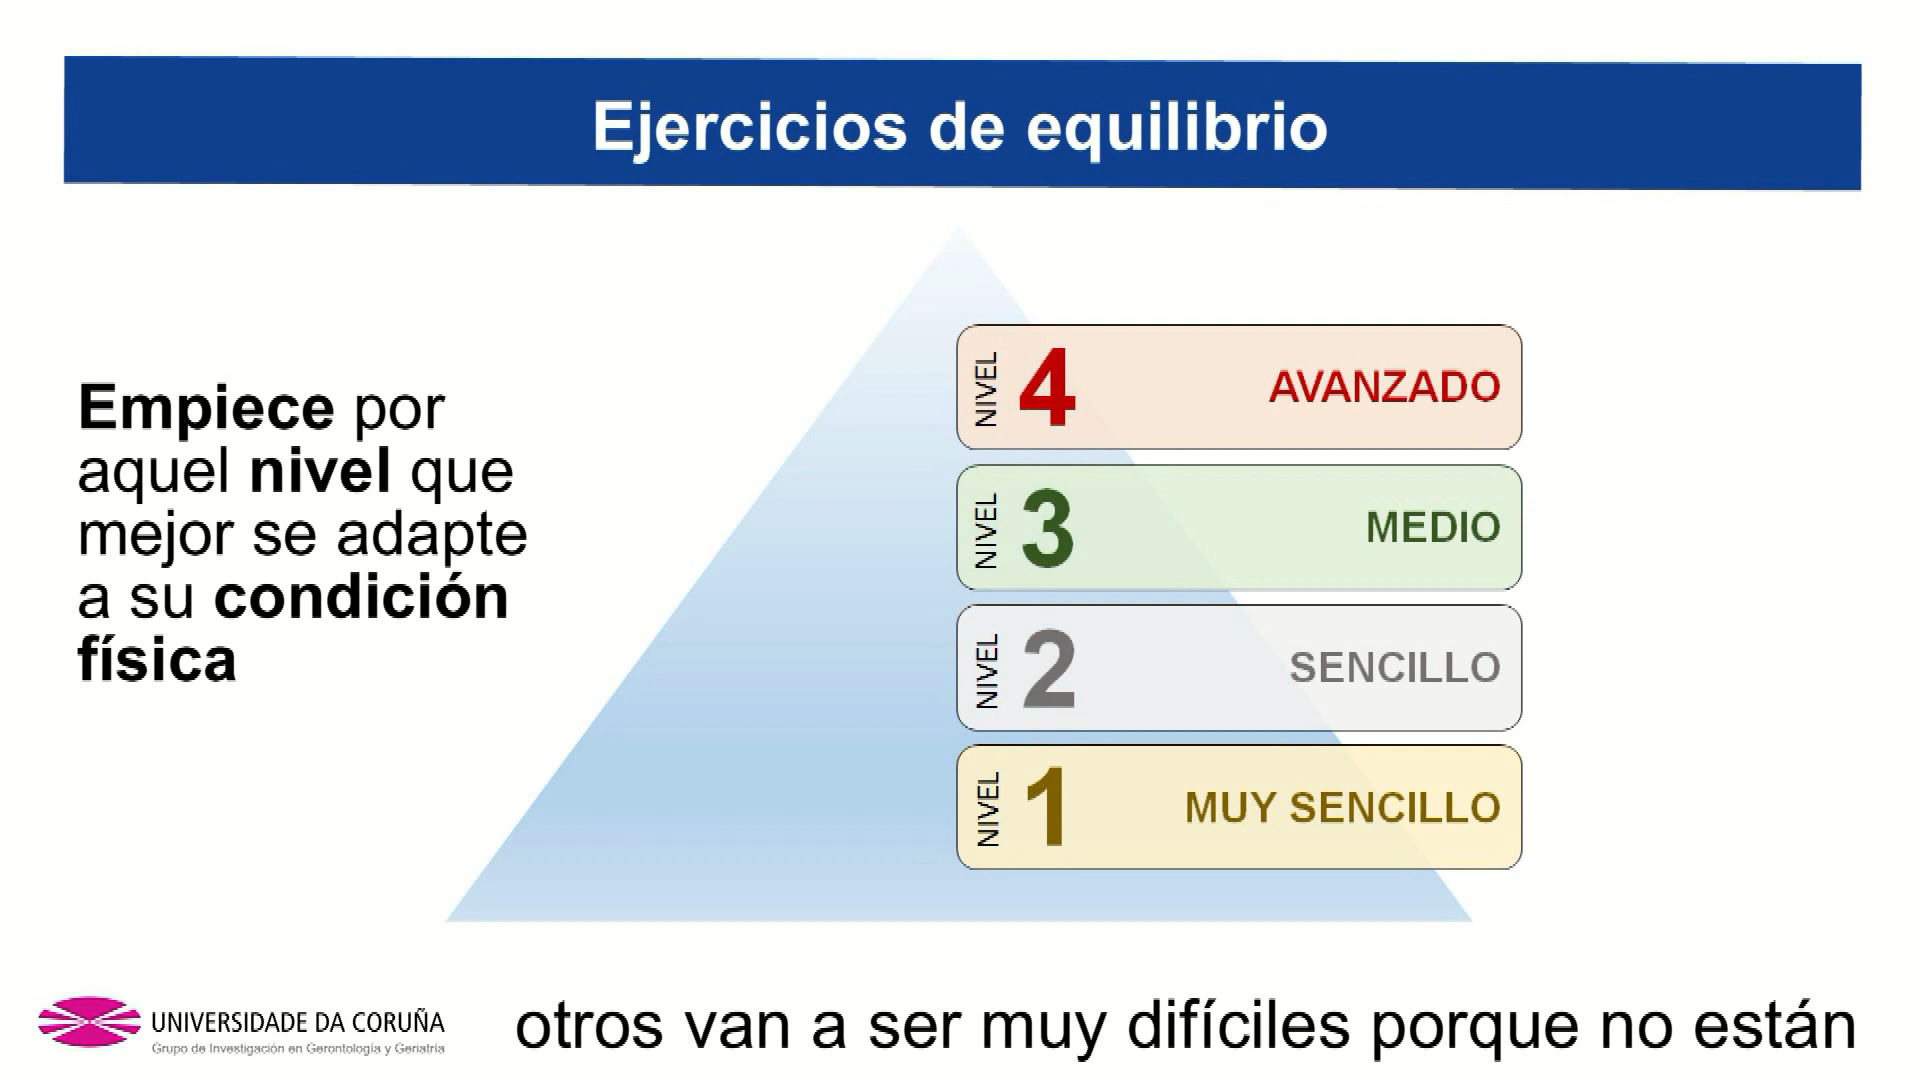 Ejercicios de equilibrio
Empiece por
aquel nivel que
mejor se adapte
a su condición
física
NIVEL 4 AVANZADO
NIVEL 3 MEDIO
NIVEL 2 SENCILLO
NIVEL 1 MUY SENCILLO
UNIVERSIDADE DA CORUÑA
Grupo de Investigación en Gerontología y Geriatría
otros van a ser muy difíciles porque no están